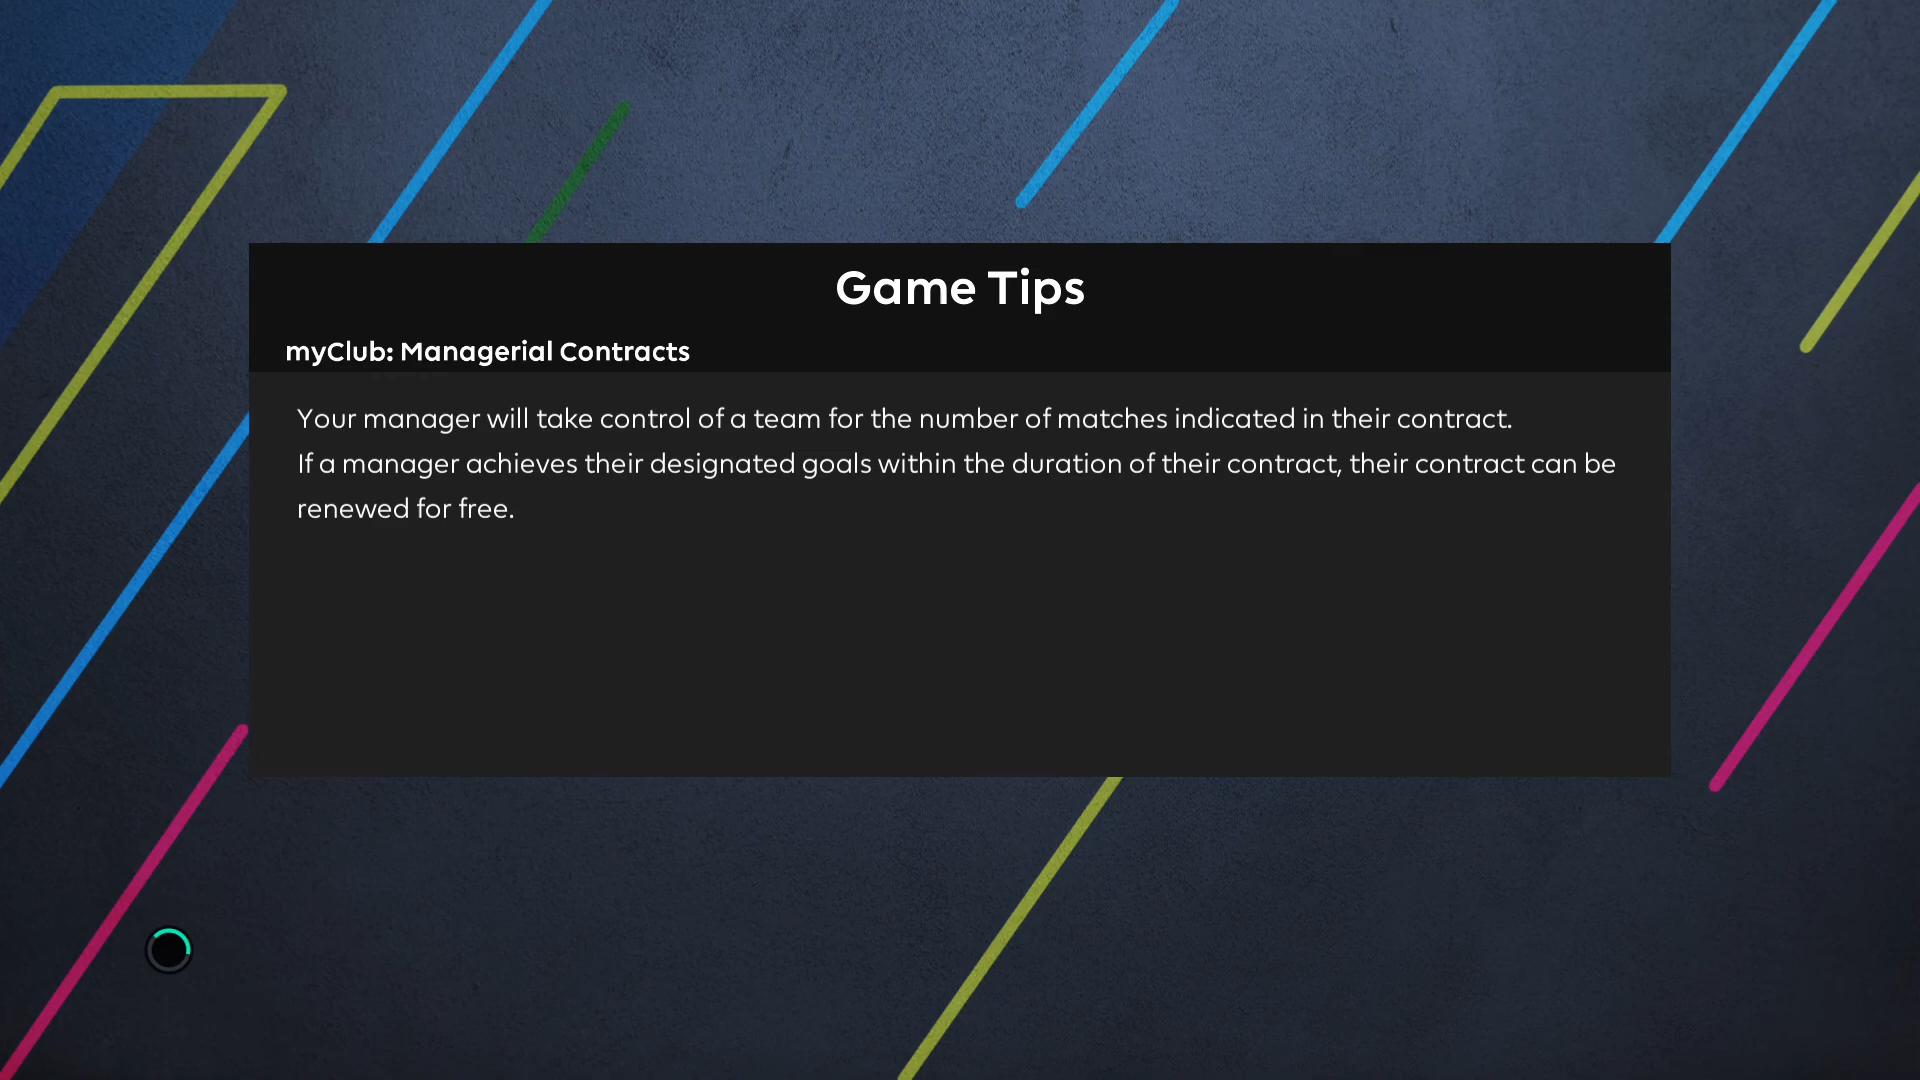 Game Tips
myClub: Managerial Contracts
Your manager will take control of a team for the number of matches indicated in their contract.
If a manager achieves their designated goals within the duration of their contract, their contract can be
renewed for free.